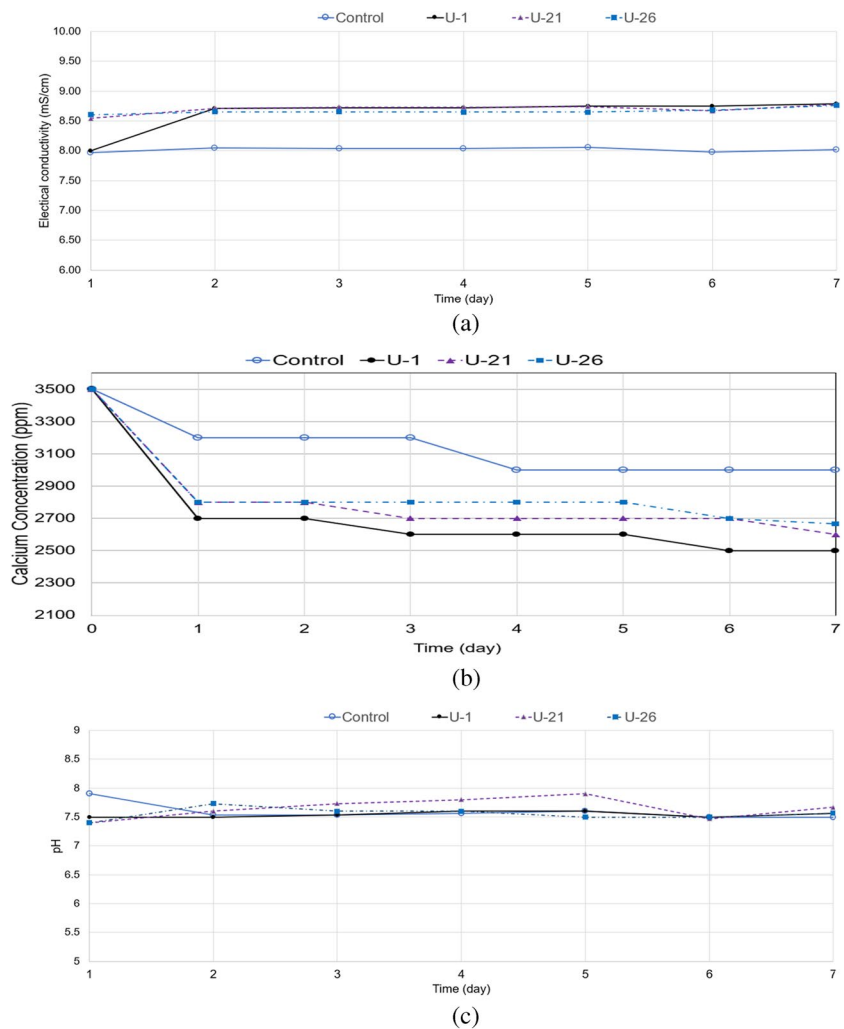 Control U-1 U-21 U-26
10.00
9.50
9.00
8.50
8.00
7.50
7.00
6.50
6.00
Electical conductivity (mS/cm)
1 2 3 4 5 6 7
Time (day)
(a)
Control U-1 U-21 U-26
3500
3300
3100
2900
2700
2500
2300
2100
Calcium Concentration (ppm)
0 1 2 3 4 5 6 7
Time (day)
(b)
Control U-1 U-21 U-26
9
8.5
8
7.5
7
6.5
6
5.5
5
pH
1 2 3 4 5 6 7
Time (day)
(c)